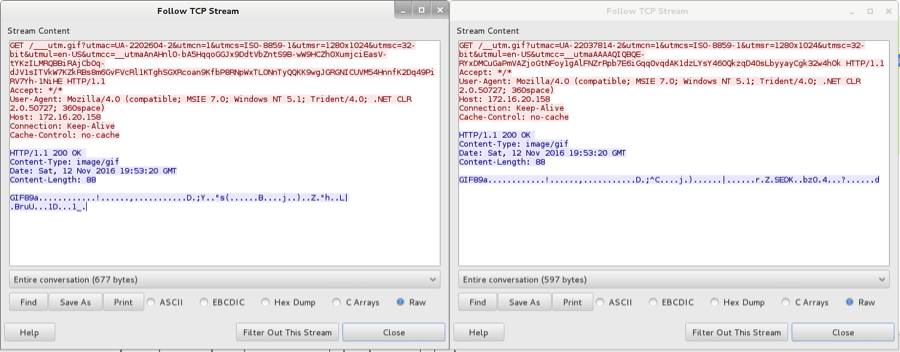 Follow TCP Stream
Stream Content
GET /___utm.gif?utmac=UA-2202604-2&utmcn=1&utmcs=ISO-8859-1&utmsr=1280x1024&utmsc=32-
bit&utmul=en-US&utmcc=__utmaAnAHnl0-bA5HqqoGGJx9DdtVbZntS9B-wW9HCZhOXumjciEasV-
tYKzILMRQBBiRAjCbOq-
dJV1sITVkW7KZkRBs8m6GvFVcRl1KTghSGXRcoan9KfbP8RNpWxTLONnTyQQKK9wgJGRGNICUVM54HnnfK2Dq49Pi
RV7Yh-1NiHE HTTP/1.1
Accept: */*
User-Agent: Mozilla/4.0 (compatible; MSIE 7.0; Windows NT 5.1; Trident/4.0; .NET CLR
2.0.50727; 360space)
Host: 172.16.20.158
Connection: Keep-Alive
Cache-Control: no-cache
HTTP/1.1 200 OK
Content-Type: image/gif
Date: Sat, 12 Nov 2016 19:53:20 GMT
Content-Length: 88
GIF89a............!.......,...........D.;Y.."s(......B....j..)..Z."h..L|
.BruU...1D...1_.
Entire conversation (677 bytes)
Find Save As Print ASCII EBCDIC Hex Dump C Arrays Raw
Help Filter Out This Stream Close
Follow TCP Stream
Stream Content
GET /__utm.gif?utmac=UA-22037814-2&utmcn=1&utmcs=ISO-8859-1&utmsr=1280x1024&utmsc=32-
bit&utmul=en-US&utmcc=__utmaAAAAQIQBQE-
RYxDMCuGaPmVAZjoGtNFoy1gAlFNZrRpb7E6iGqqOvqdAK1dzLYsY46OQkzqD4OsLbyyayCgk32w4hOk HTTP/1.1
Accept: */*
User-Agent: Mozilla/4.0 (compatible; MSIE 7.0; Windows NT 5.1; Trident/4.0; .NET CLR
2.0.50727; 360space)
Host: 172.16.20.158
Connection: Keep-Alive
Cache-Control: no-cache
HTTP/1.1 200 OK
Content-Type: image/gif
Date: Sat, 12 Nov 2016 19:53:20 GMT
Content-Length: 88
GIF89a............!.......,...........D.;^C....j.)......|......r.Z.SEDK..bzO.4...?......d
Entire conversation (597 bytes)
Find Save As Print ASCII EBCDIC Hex Dump C Arrays Raw
Help Filter Out This Stream Close